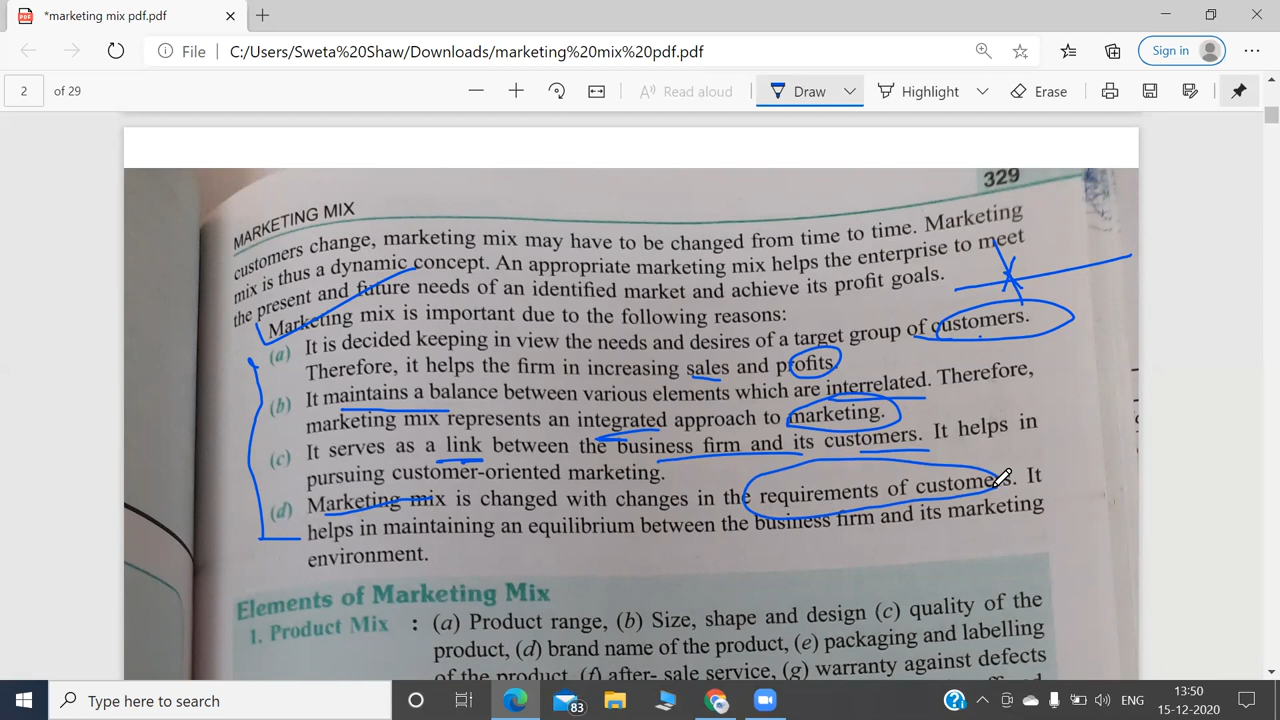 *marketing mix pdf.pdf
File
C:/Users/Sweta%20Shaw/Downloads/marketing%20mix%20pdf.pdf
Sign in
2 of 29
Read aloud
Draw
Highlight
Erase
329
MARKETING MIX
customers change, marketing mix may have to be changed from time to time. Marketing
mix is thus a dynamic concept. An appropriate marketing mix helps the enterprise to meet
the present and future needs of an identified market and achieve its profit goals.
Marketing mix is important due to the following reasons:
(a) It is decided keeping in view the needs and desires of a target group of customers.
Therefore, it helps the firm in increasing sales and profits.
(b) It maintains a balance between various elements which are interrelated. Therefore,
marketing mix represents an integrated approach to marketing.
(c) It serves as a link between the business firm and its customers. It helps in
pursuing customer-oriented marketing.
(d) Marketing mix is changed with changes in the requirements of customers. It
helps in maintaining an equilibrium between the business firm and its marketing
environment.
Elements of Marketing Mix
1. Product Mix : (a) Product range, (b) Size, shape and design (c) quality of the
product, (d) brand name of the product, (e) packaging and labelling
of the product, (f) after- sale service, (g) warranty against defects
Type here to search
83
ENG
13:50
15-12-2020